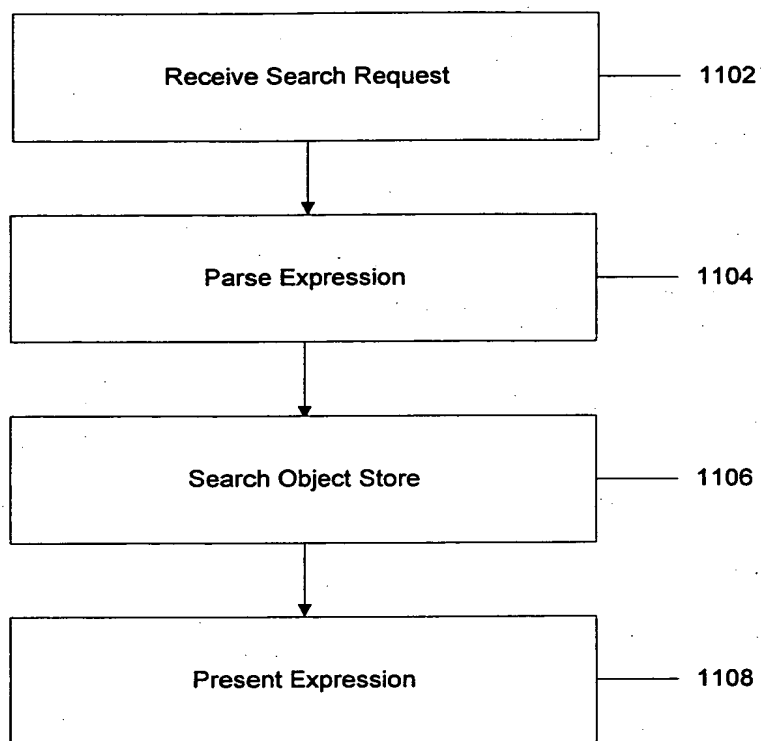 Receive Search Request 1102
Parse Expression 1104
Search Object Store 1106
Present Expression 1108